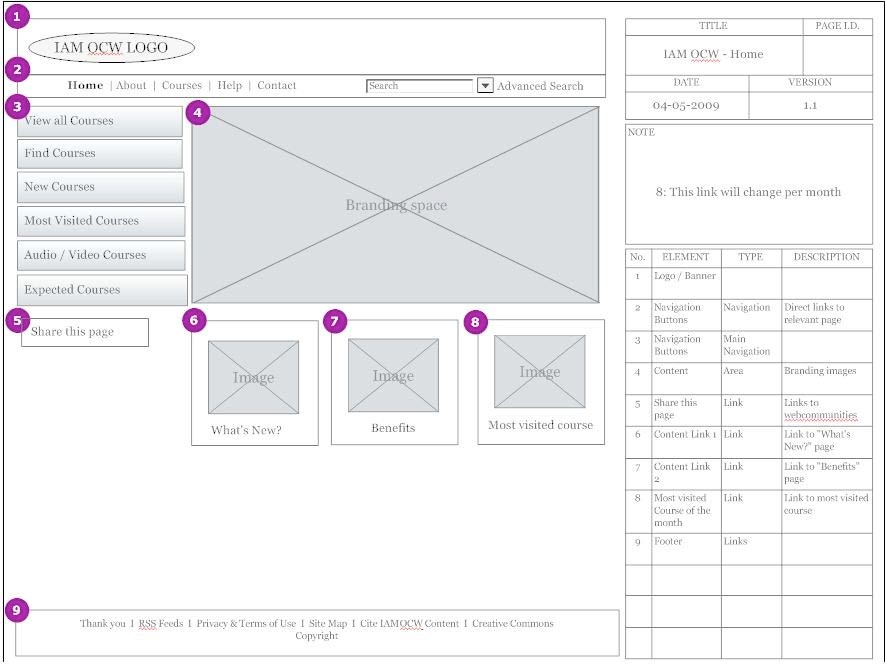 1
IAM OCW LOGO
2
Home | About | Courses | Help | Contact
Search
Advanced Search
3
View all Courses
Find Courses
New Courses
Most Visited Courses
Audio / Video Courses
Expected Courses
4
Branding space
5
Share this page
6
Image
What's New?
7
Image
Benefits
8
Image
Most visited course
9
Thank you I RSS Feeds I Privacy & Terms of Use I Site Map I Cite IAMOCW Content I Creative Commons
Copyright
TITLE PAGE I.D.
IAM OCW - Home
DATE VERSION
04-05-2009 1.1
NOTE
8: This link will change per month
No. ELEMENT TYPE DESCRIPTION
1 Logo / Banner
2 Navigation Navigation Direct links to
Buttons relevant page
3 Navigation Main
Buttons Navigation
4 Content Area Branding images
5 Share this Link Links to
page webcommunities
6 Content Link 1 Link Link to "What's
New?" page
7 Content Link Link Link to "Benefits"
2 page
8 Most visited Link Link to most visited
Course of the course
month
9 Footer Links